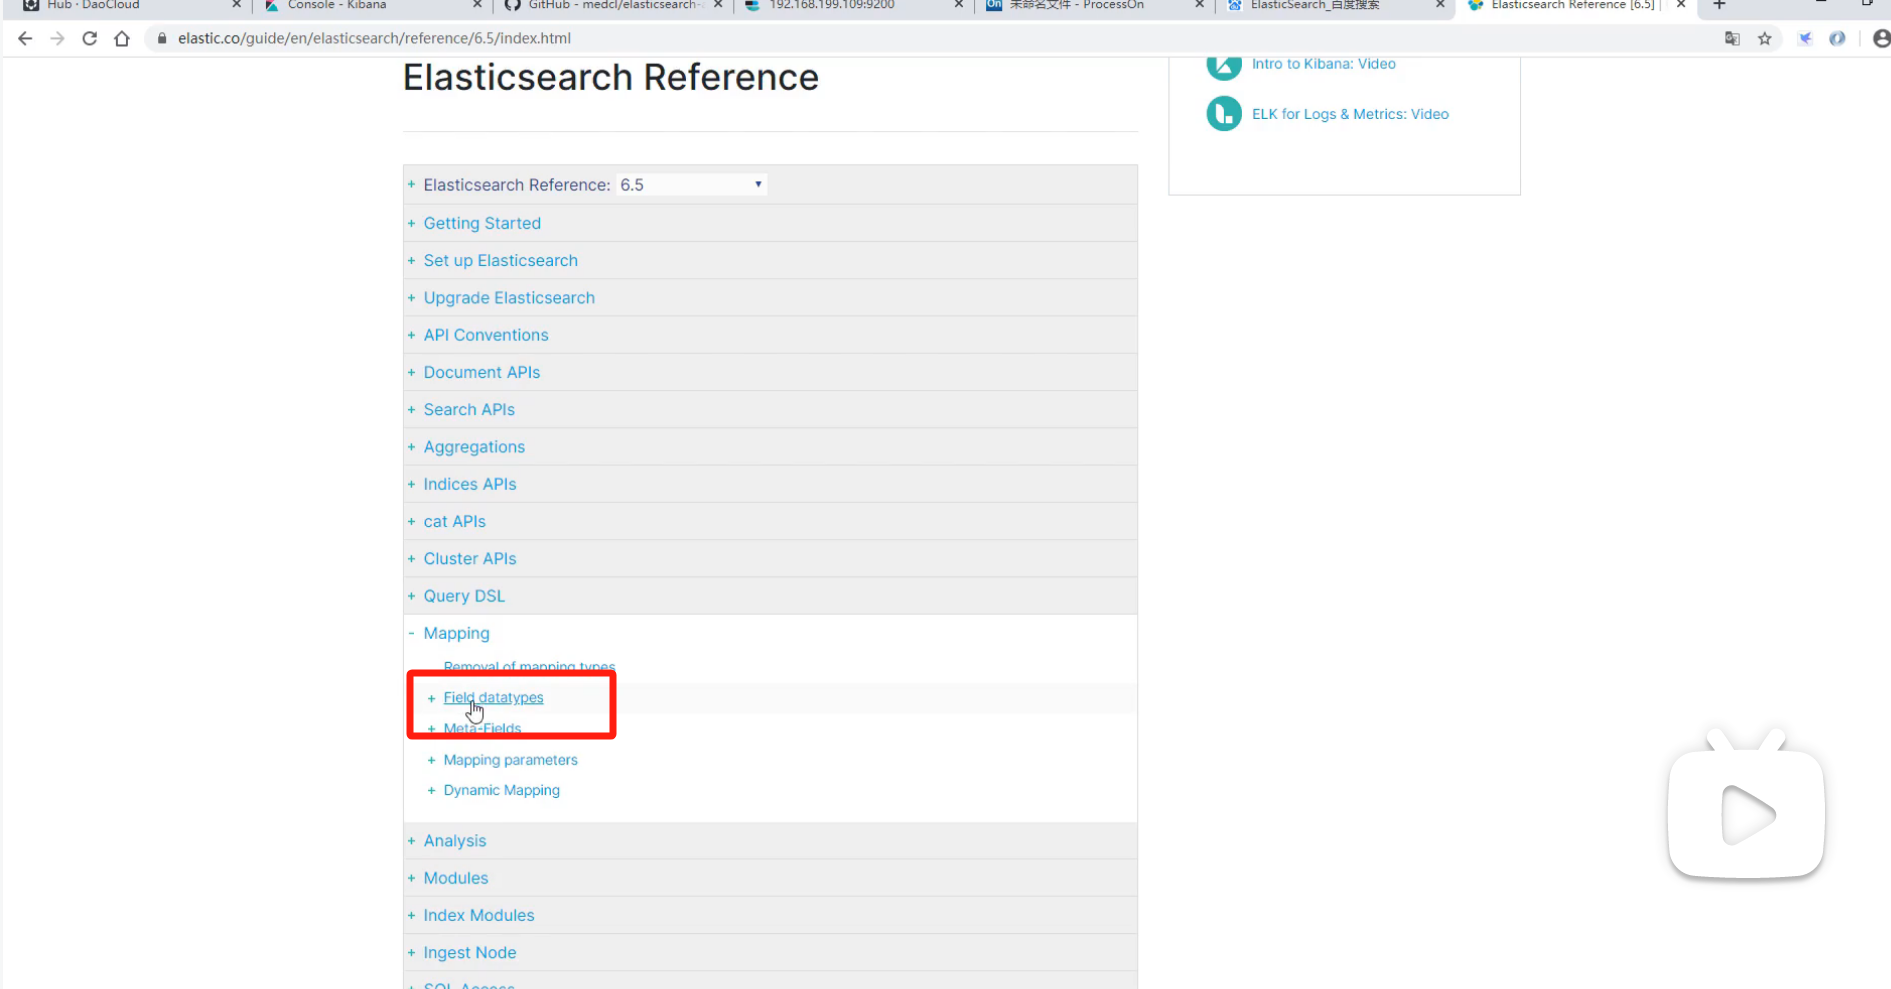 Hub · DaoCloud
Console - Kibana
GitHub - medcl/elasticsearch-
192.168.199.109:9200
On
未命名文件 - ProcessOn
ElasticSearch_百度搜索
Elasticsearch Reference [6.5] |
elastic.co/guide/en/elasticsearch/reference/6.5/index.html
Elasticsearch Reference
Intro to Kibana: Video
ELK for Logs & Metrics: Video
+ Elasticsearch Reference: 6.5
+ Getting Started
+ Set up Elasticsearch
+ Upgrade Elasticsearch
+ API Conventions
+ Document APIs
+ Search APIs
+ Aggregations
+ Indices APIs
+ cat APIs
+ Cluster APIs
+ Query DSL
- Mapping
Removal of mapping types
+ Field datatypes
+ Meta-Fields
+ Mapping parameters
+ Dynamic Mapping
+ Analysis
+ Modules
+ Index Modules
+ Ingest Node
+ SQL Access